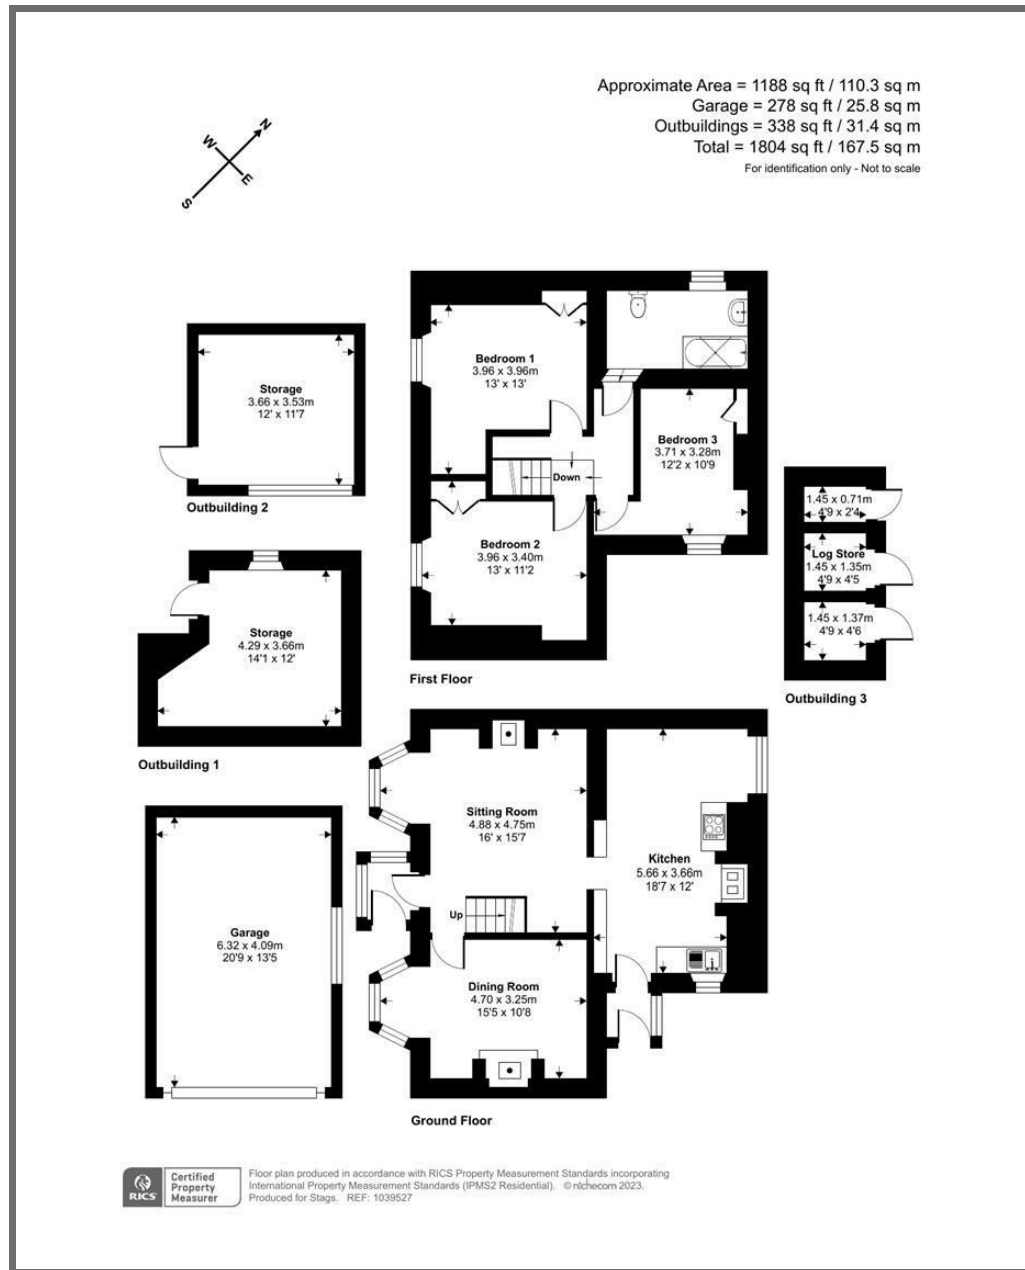 Approximate Area = 1188 sq ft / 110.3 sq m
Garage = 278 sq ft / 25.8 sq m
Outbuildings = 338 sq ft / 31.4 sq m
Total = 1804 sq ft / 167.5 sq m
For identification only - Not to scale
N
W
E
S
Bedroom 1
3.96 x 3.96m
13' x 13'
Storage
3.66 x 3.53m
12' x 11'7
Outbuilding 2
Bedroom 3
3.71 x 3.28m
12'2 x 10'9
Down
Bedroom 2
3.96 x 3.40m
13' x 11'2
First Floor
1.45 x 0.71m
4'9 x 2'4
Log Store
1.45 x 1.35m
4'9 x 4'5
1.45 x 1.37m
4'9 x 4'6
Outbuilding 3
Storage
4.29 x 3.66m
14'1 x 12'
Outbuilding 1
Sitting Room
4.88 x 4.75m
16' x 15'7
Kitchen
5.66 x 3.66m
18'7 x 12'
Up
Garage
6.32 x 4.09m
20'9 x 13'5
Dining Room
4.70 x 3.25m
15'5 x 10'8
Ground Floor
RICS
Certified
Property
Measurer
Floor plan produced in accordance with RICS Property Measurement Standards incorporating
International Property Measurement Standards (IPMS2 Residential). © nichecom 2023.
Produced for Stags. REF: 1039527